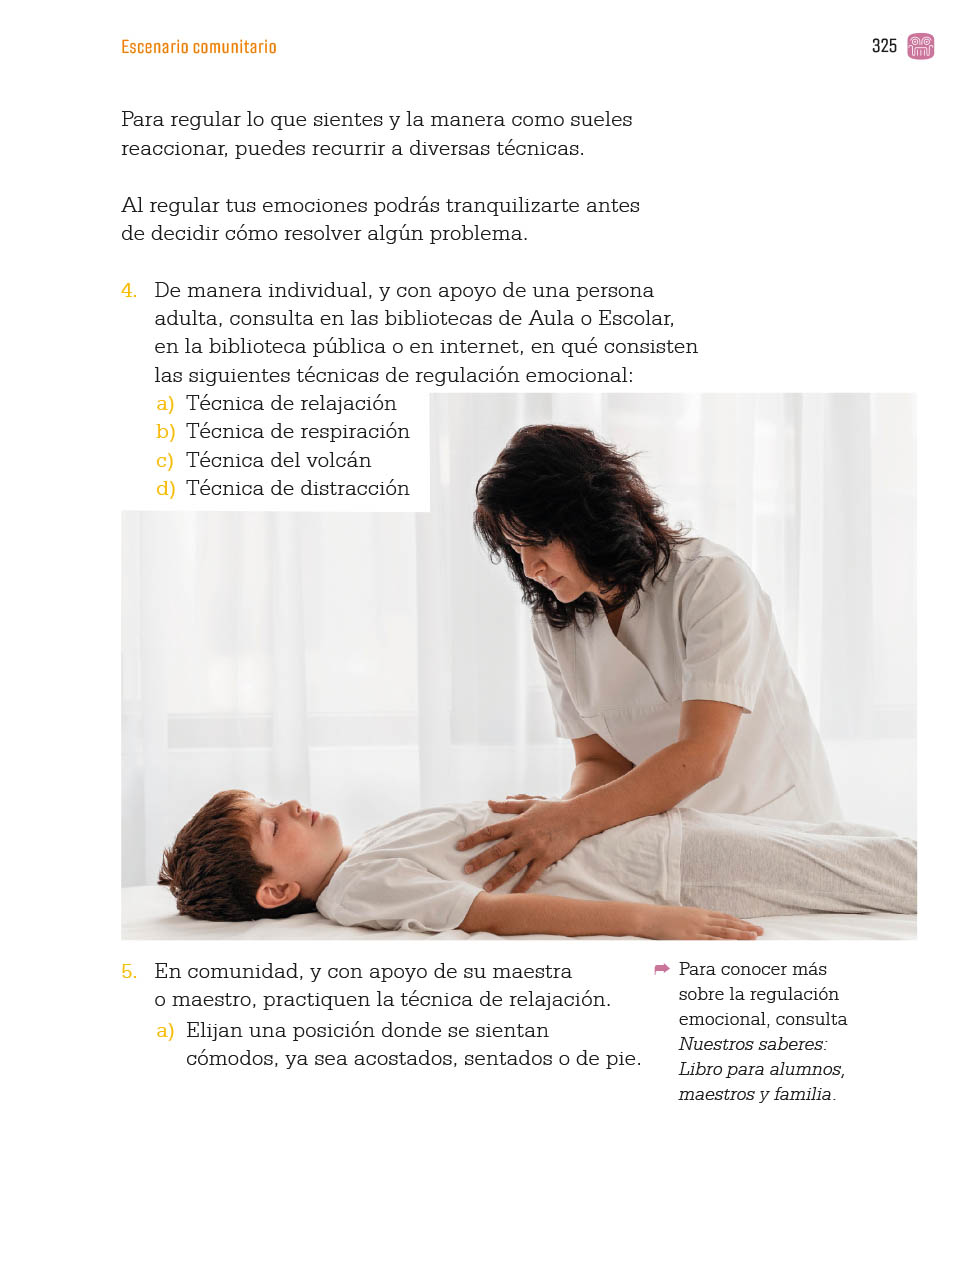 Escenario comunitario
325
Para regular lo que sientes y la manera como sueles
reaccionar, puedes recurrir a diversas técnicas.
Al regular tus emociones podrás tranquilizarte antes
de decidir cómo resolver algún problema.
4. De manera individual, y con apoyo de una persona
adulta, consulta en las bibliotecas de Aula o Escolar,
en la biblioteca pública o en internet, en qué consisten
las siguientes técnicas de regulación emocional:
a) Técnica de relajación
b) Técnica de respiración
c) Técnica del volcán
d) Técnica de distracción
5. En comunidad, y con apoyo de su maestra
o maestro, practiquen la técnica de relajación.
a) Elijan una posición donde se sientan
cómodos, ya sea acostados, sentados o de pie.
Para conocer más
sobre la regulación
emocional, consulta
Nuestros saberes:
Libro para alumnos,
maestros y familia.